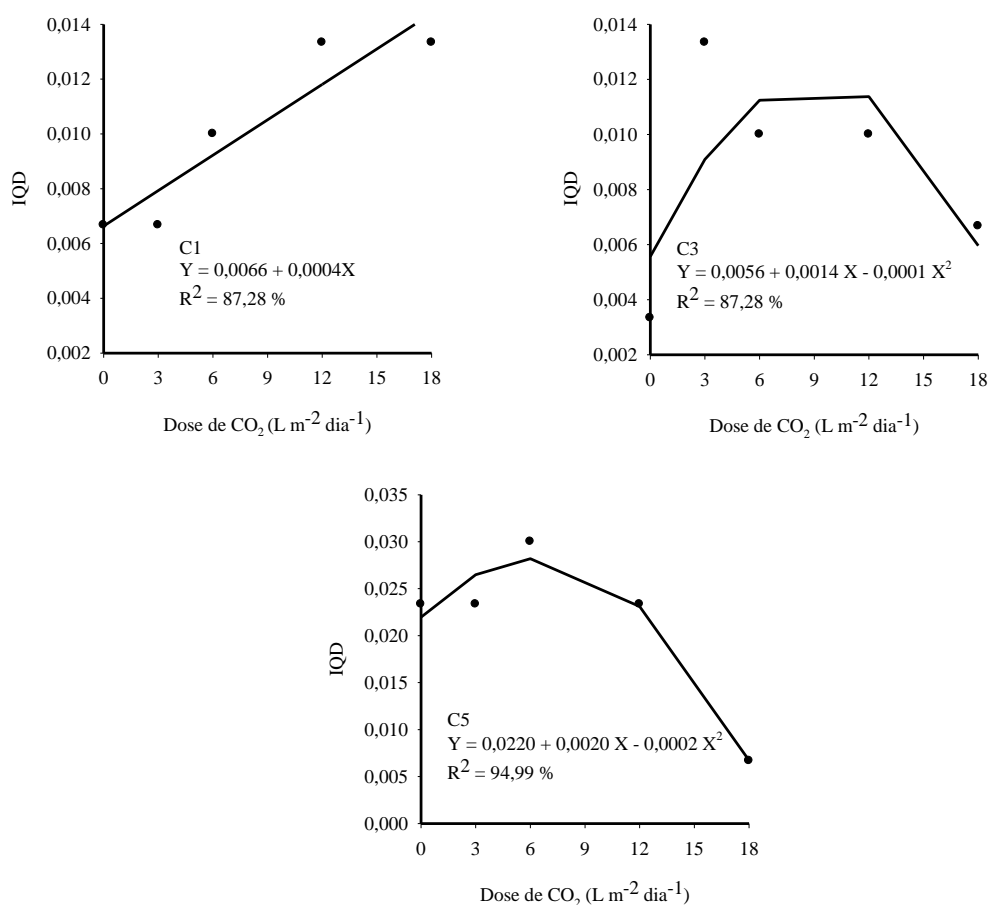 0,014
0,012
0,010
0,008
0,006
0,004
0,002
IQD
C1
Y = 0,0066 + 0,0004X
R² = 87,28 %
0 3 6 9 12 15 18
Dose de CO₂ (L m⁻² dia⁻¹)
0,014
0,012
0,010
0,008
0,006
0,004
0,002
IQD
C3
Y = 0,0056 + 0,0014 X - 0,0001 X²
R² = 87,28 %
0 3 6 9 12 15 18
Dose de CO₂ (L m⁻² dia⁻¹)
0,035
0,030
0,025
0,020
0,015
0,010
0,005
0,000
IQD
C5
Y = 0,0220 + 0,0020 X - 0,0002 X²
R² = 94,99 %
0 3 6 9 12 15 18
Dose de CO₂ (L m⁻² dia⁻¹)